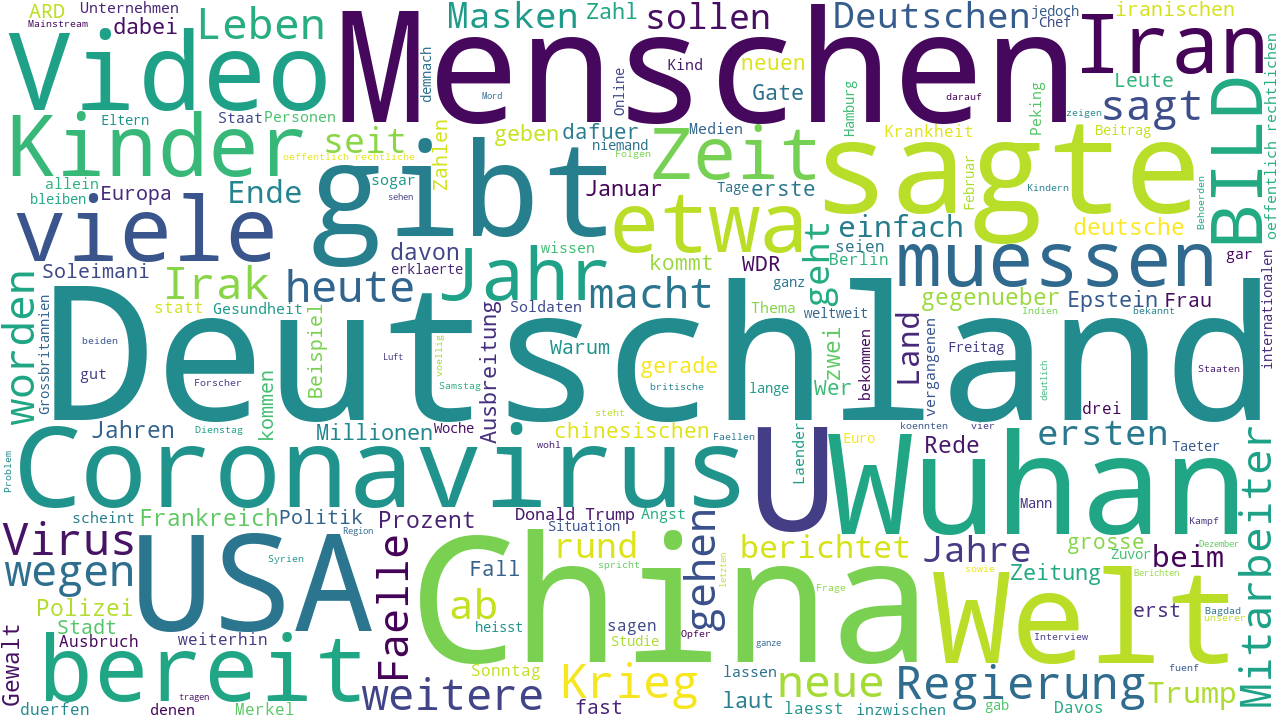 ARD
Unternehmen
Mainstream
dabei
Leben
Video
Menschen
demnach
Masken
Zahl
sollen
Kind
Mord
Online
neuen
Gate
Deutschen
jedoch
Chef
iranischen
Iran
darauf
Leute
sagt
zeigen
BILD
oeffentlich rechtlichen
Eltern
Staat
Personen
Kinder
seit
oeffentlich rechtliche
Zahlen
geben
dafuer
niemand
Medien
Folgen
Zeit
Hamburg
Krankheit
Peking
Beitrag
sagte
allein
bleiben
Europa
Ende
gibt
sogar
sehen
Januar
Tage
erste
Februar
Kindern
Behoerden
viele
etwa
einfach
deutsche
davon
erklaerte
wissen
kommt
WDR
ganz
geht
seien
Berlin
muessen
gar
internationalen
Soleimani
Irak
heute
Jahr
macht
worden
Grossbritannien
statt
Gesundheit
Beispiel
Soldaten
Thema
weltweit
gegenueber
Epstein
Frau
Indien
bekannt
Deutschland
beiden
gut
Forscher
Luft
voellig
Samstag
Ausbreitung
Warum
gerade
britische
lange
zwei
Wer
bekommen
Land
vergangenen
Freitag
deutlich
Staaten
drei
kommen
steht
Jahren
Dienstag
Millionen
Woche
wohl
chinesischen
Faellen
Laender
Euro
koennten
vier
Rede
ersten
Taeter
Problem
Coronavirus
U
Wuhan
Mitarbeiter
Mann
Kampf
scheint
Frankreich
Politik
Region
Prozent
Donald Trump
Situation
Angst
Virus
wegen
USA
Syrien
Faelle
Fall
rund
spricht
gehen
letzten
berichtet
Jahre
grosse
zuvor
beim
Dezember
China
Frage
sowie
Welt
Zeitung
Berichten
Polizei
Stadt
Ausbruch
weiterhin
ab
heisst
sagen
Studie
Opfer
ganze
erst
Bagdad
unserer
Interview
Gewalt
bereit
Sonntag
Krieg
lassen
neue
Regierung
fuenf
duerfen
tragen
denen
Merkel
weitere
fast
laut
laesst
inzwischen
gab
Davos
Trump